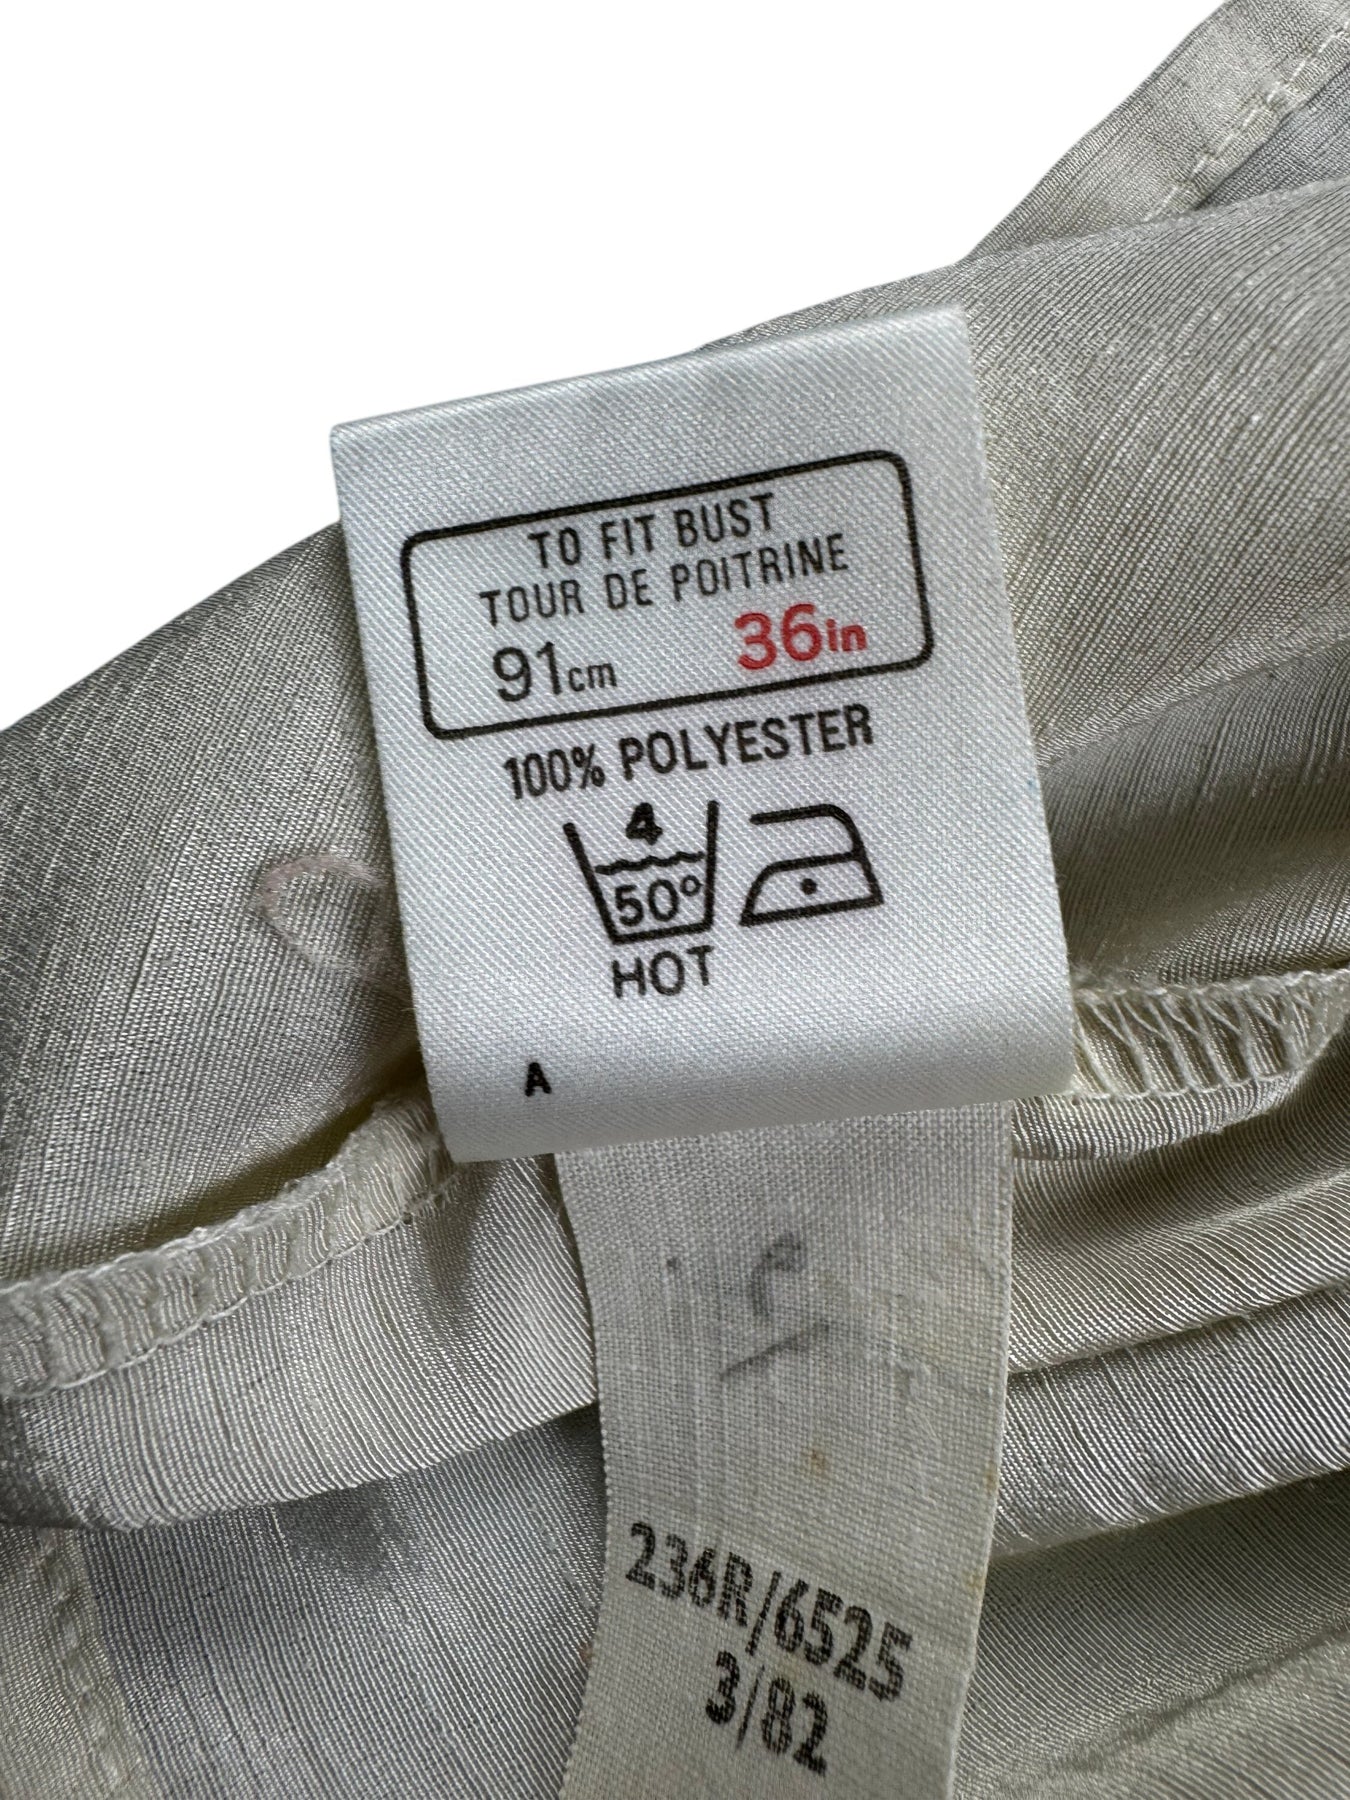 TO FIT BUST
TOUR DE POITRINE
91cm 36in
100% POLYESTER
4
50°
HOT
A
236R/6525
3/82